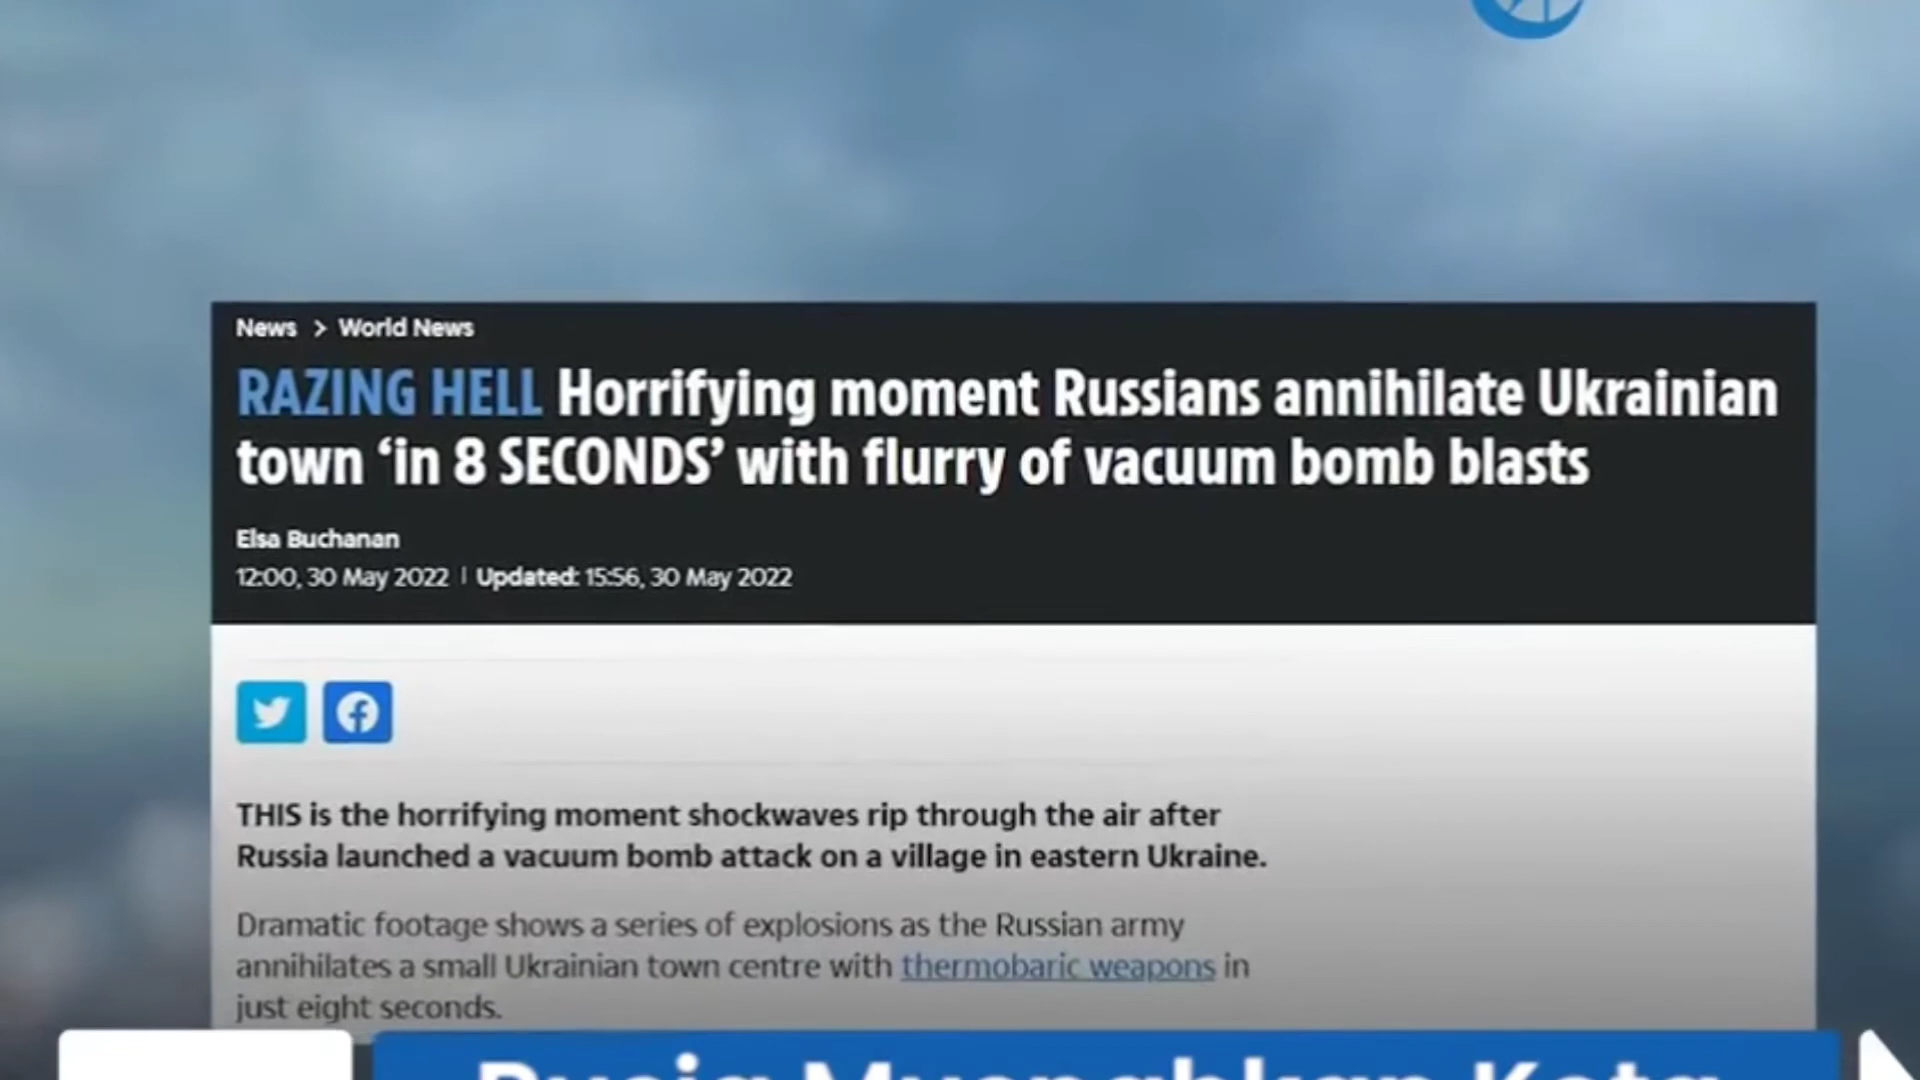 News > World News
RAZING HELL Horrifying moment Russians annihilate Ukrainian
town ‘in 8 SECONDS’ with flurry of vacuum bomb blasts
Elsa Buchanan
12:00, 30 May 2022 | Updated: 15:56, 30 May 2022
THIS is the horrifying moment shockwaves rip through the air after
Russia launched a vacuum bomb attack on a village in eastern Ukraine.
Dramatic footage shows a series of explosions as the Russian army
annihilates a small Ukrainian town centre with thermobaric weapons in
just eight seconds.
Rusia Kota